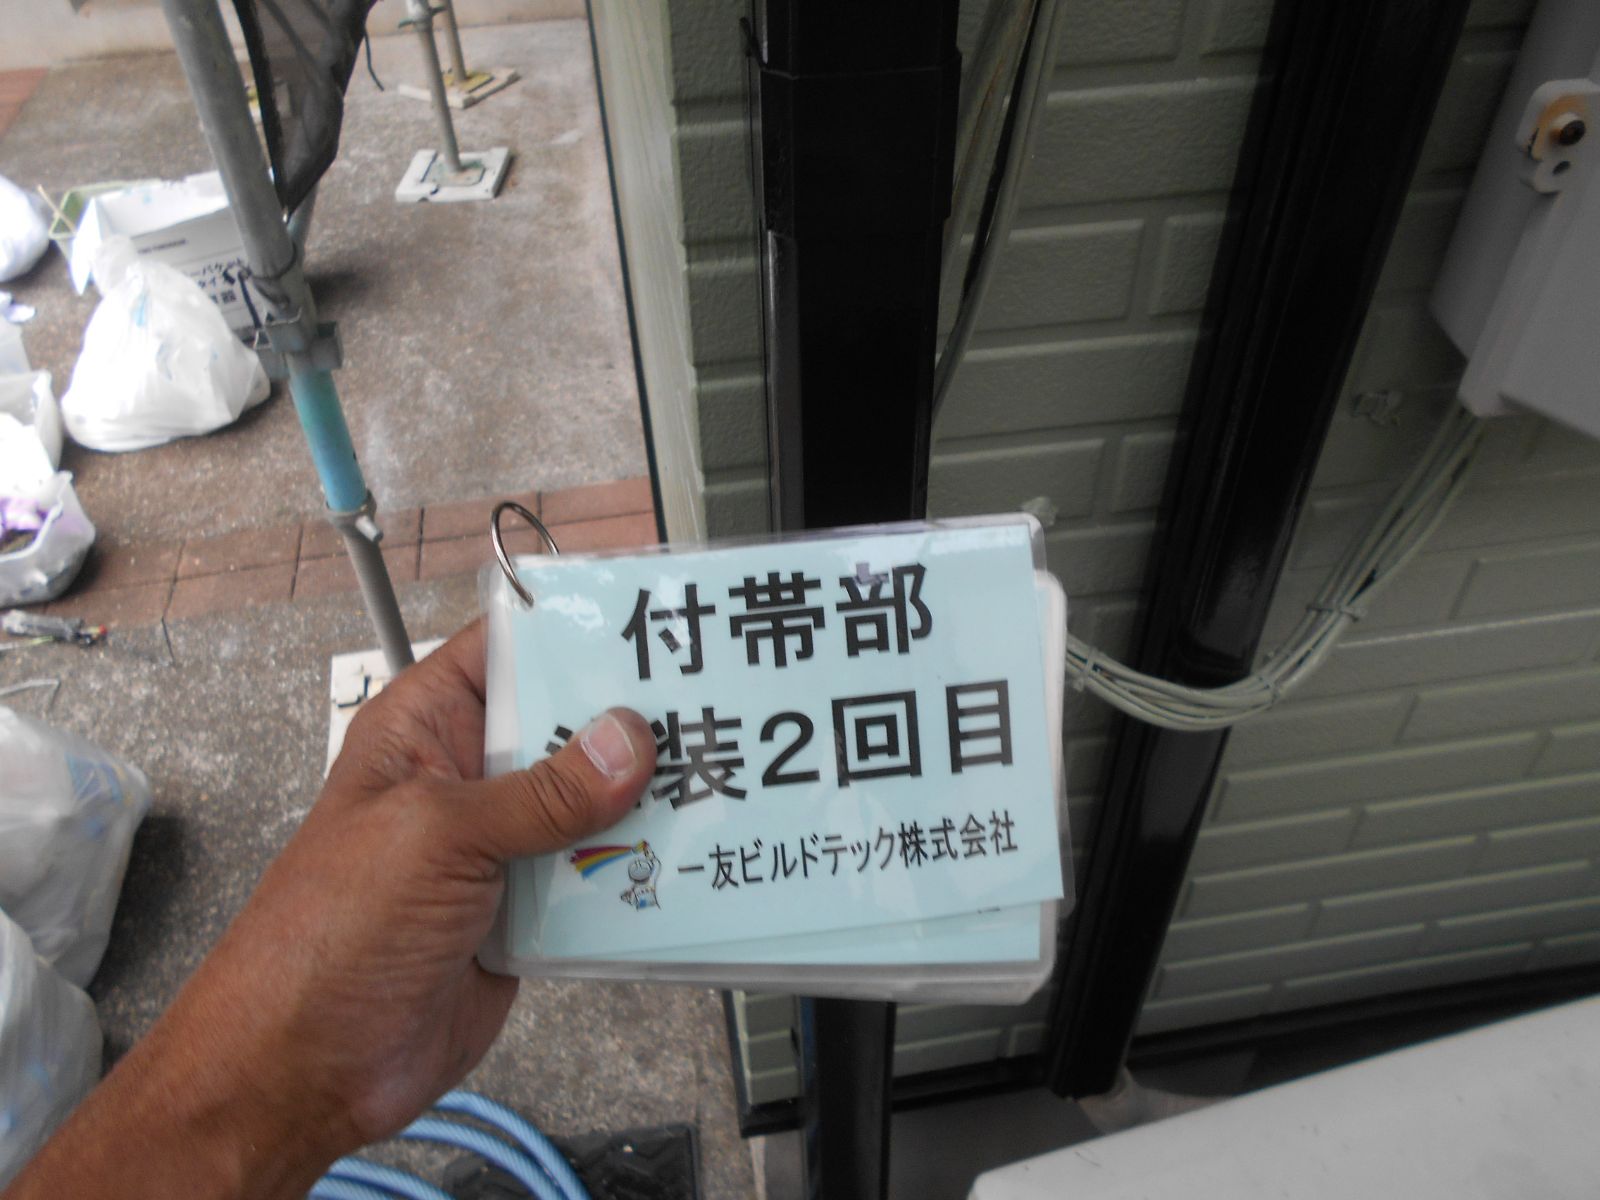 付帯部
塗装2回目
一友ビルドテック株式会社